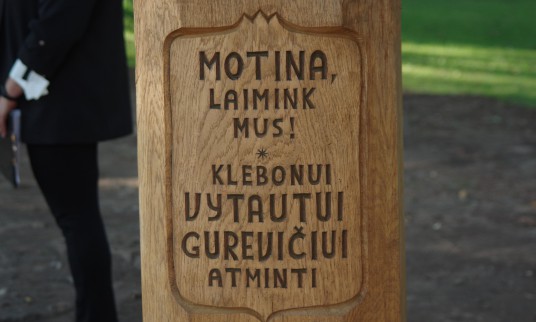 MOTINA,
LAIMINK
MUS!
*
KLEBONUI
VYTAUTUI
GUREVIČIUI
ATMINTI